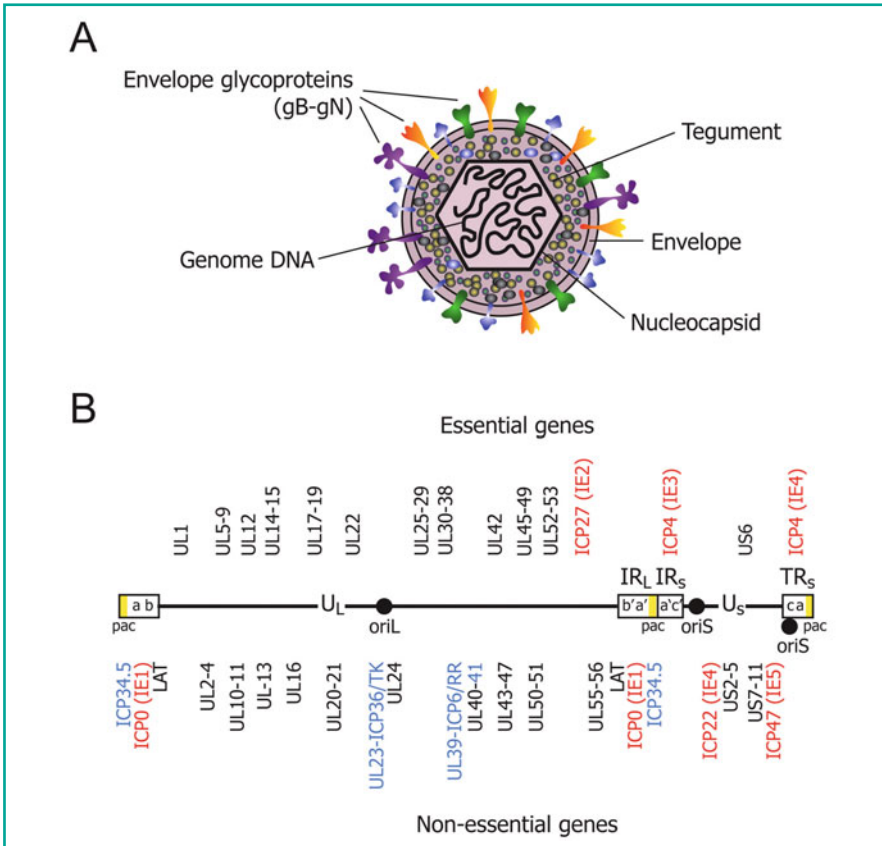 A
Envelope glycoproteins
(gB-gN)
Tegument
Envelope
Genome DNA
Nucleocapsid
B
Essential genes
UL1
UL5-9
UL12
UL14-15
UL17-19
UL22
UL25-29
UL30-38
UL42
UL45-49
UL52-53
ICP27 (IE2)
ICP4 (IE3)
US6
ICP4 (IE4)
IRL IRs
TRs
a b
UL
b'a'
a'c'
Us
c a
pac
oriL
pac
oriS
pac
oriS
ICP34.5
ICP0 (IE1)
LAT
UL2-4
UL10-11
UL-13
UL16
UL20-21
UL23-ICP36/TK
UL24
UL39-ICP6/RR
UL40-41
UL43-47
UL50-51
UL55-56
LAT
ICP0 (IE1)
ICP34.5
ICP22 (IE4)
US2-5
US7-11
ICP47 (IE5)
Non-essential genes